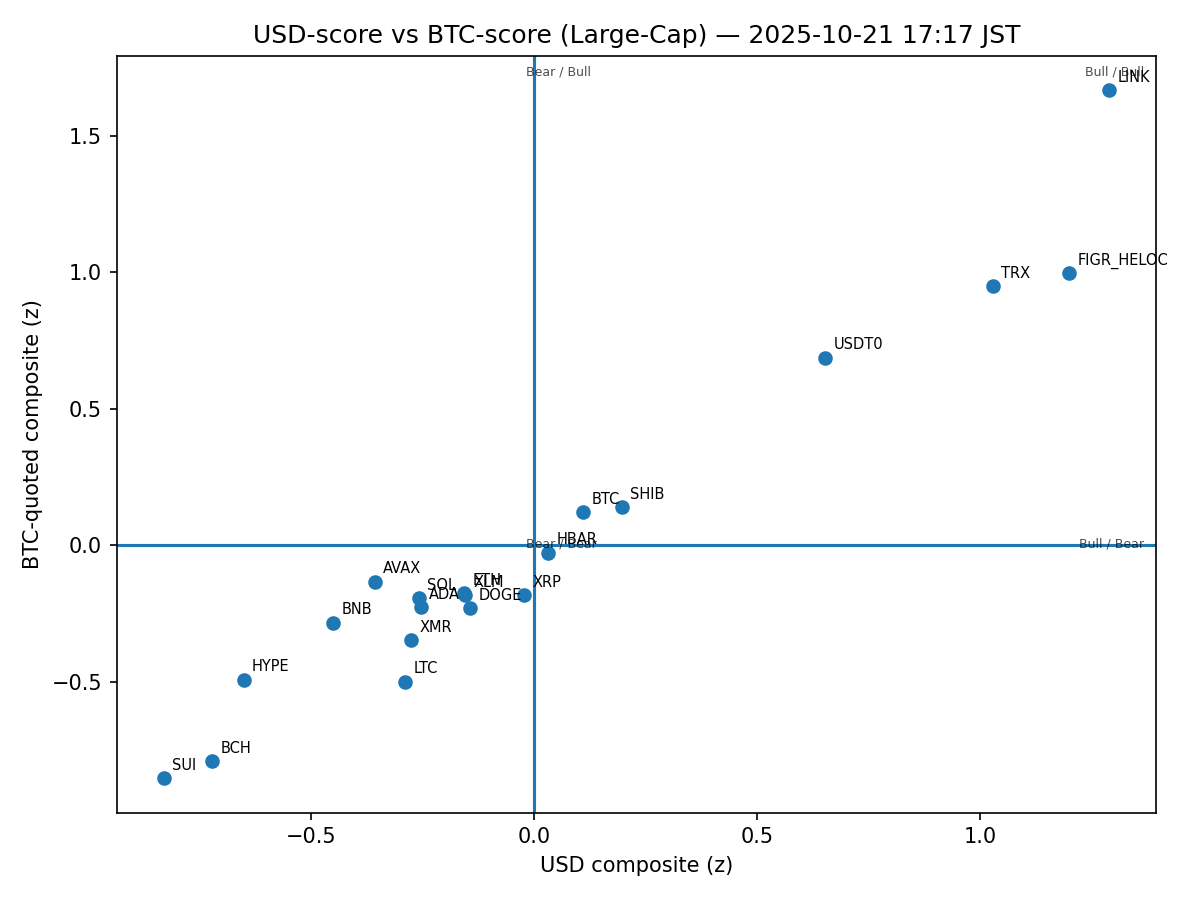 USD-score vs BTC-score (Large-Cap) — 2025-10-21 17:17 JST
Bear / Bull
Bull / Bull
LINK
1.5
FIGR_HELOC
1.0
TRX
USDT0
0.5
BTC
SHIB
HBAR
0.0
Bear / Bear
Bull / Bear
AVAX
SOL
ETH
XLM
XRP
ADA
DOGE
BNB
XMR
HYPE
LTC
−0.5
BCH
SUI
−0.5
0.0
0.5
1.0
USD composite (z)
BTC-quoted composite (z)